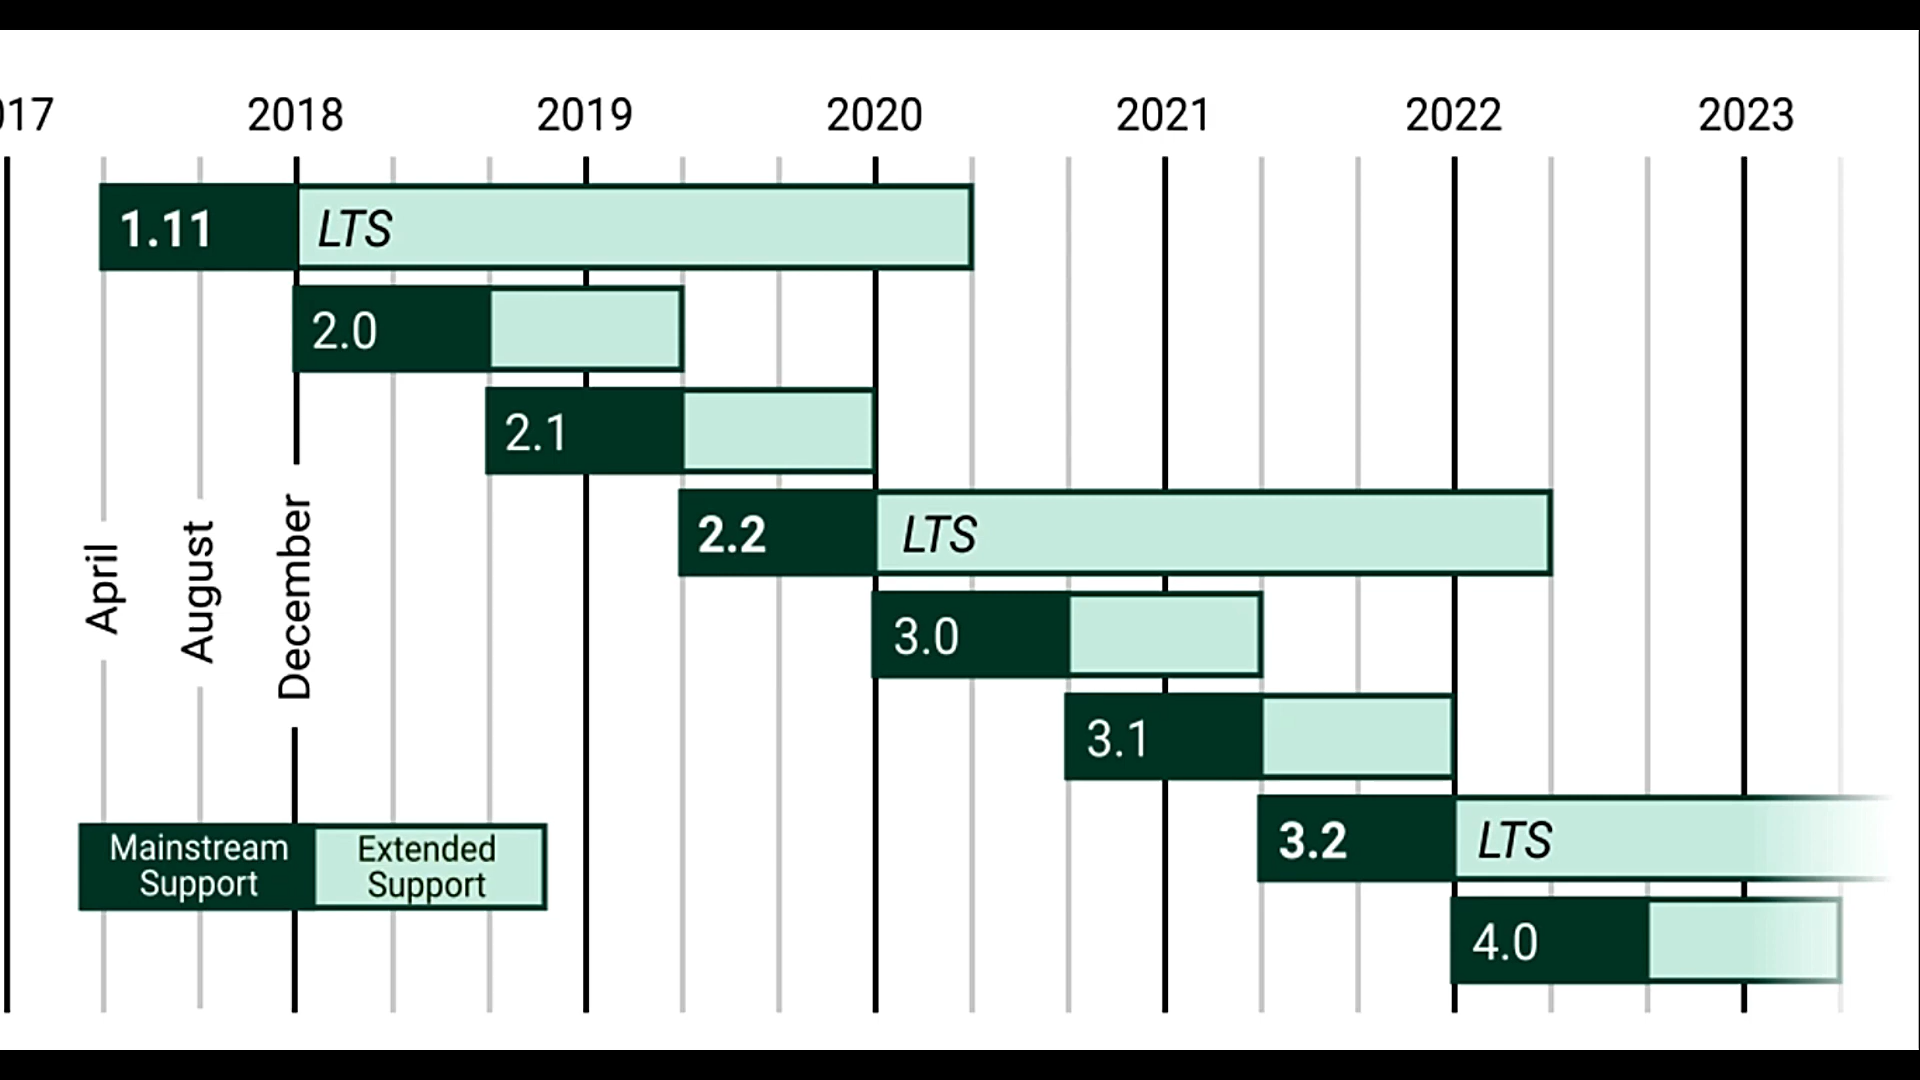 017 2018 2019 2020 2021 2022 2023
1.11 LTS
2.0
2.1
2.2 LTS
3.0
3.1
3.2 LTS
4.0
April
August
December
Mainstream
Support
Extended
Support